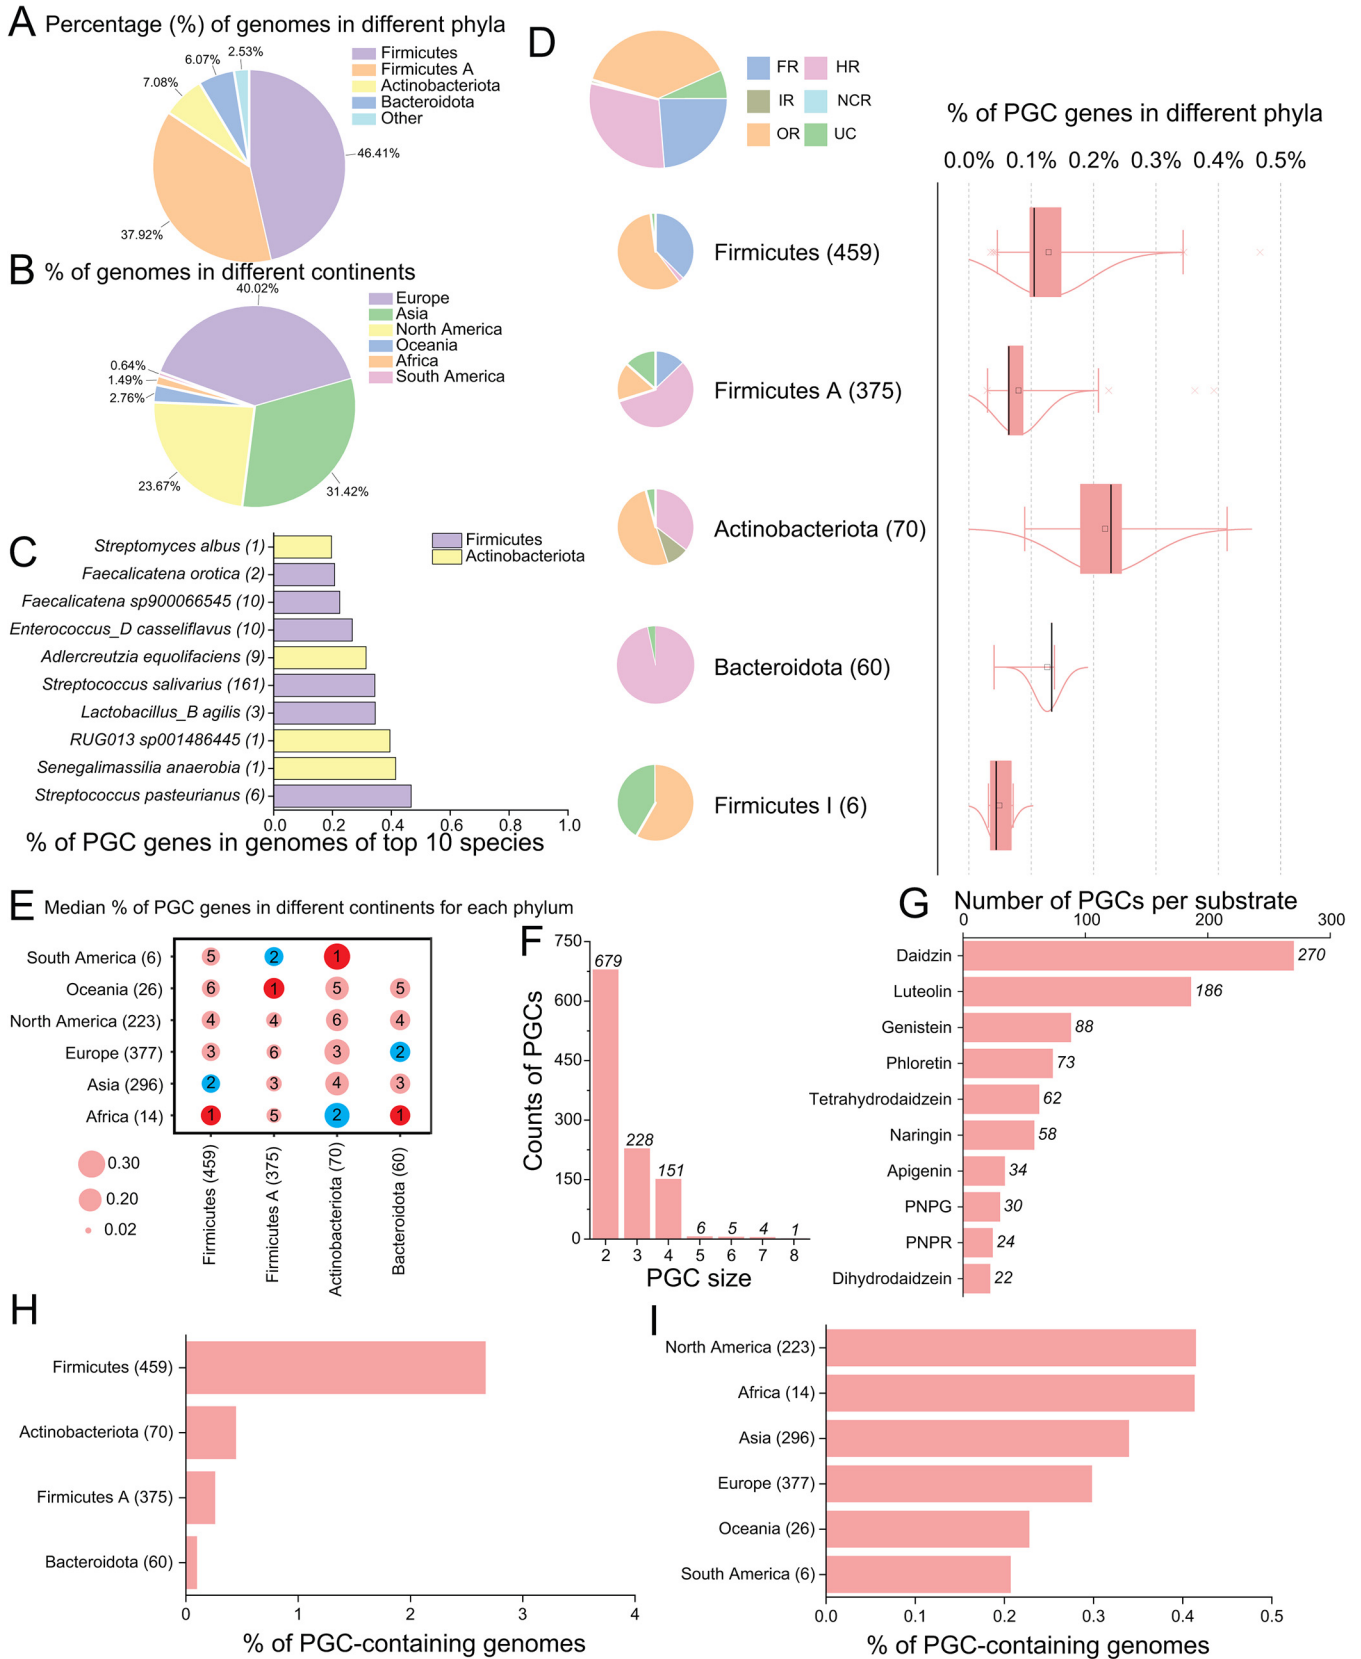 A Percentage (%) of genomes in different phyla
2.53%
6.07%
7.08%
46.41%
37.92%
Firmicutes
Firmicutes A
Actinobacteriota
Bacteroidota
Other
B % of genomes in different continents
40.02%
0.64%
1.49%
2.76%
23.67%
31.42%
Europe
Asia
North America
Oceania
Africa
South America
C
Firmicutes
Actinobacteriota
Streptomyces albus (1)
Faecalicatena orotica (2)
Faecalicatena sp900066545 (10)
Enterococcus_D casseliflavus (10)
Adlercreutzia equolifaciens (9)
Streptococcus salivarius (161)
Lactobacillus_B agilis (3)
RUG013 sp001486445 (1)
Senegalimassilia anaerobia (1)
Streptococcus pasteurianus (6)
0.0 0.2 0.4 0.6 0.8 1.0
% of PGC genes in genomes of top 10 species
D
FR HR
IR NCR
OR UC
% of PGC genes in different phyla
0.0% 0.1% 0.2% 0.3% 0.4% 0.5%
Firmicutes (459)
Firmicutes A (375)
Actinobacteriota (70)
Bacteroidota (60)
Firmicutes I (6)
E Median % of PGC genes in different continents for each phylum
South America (6) 5 2 1
Oceania (26) 6 1 5 5
North America (223) 4 4 6 4
Europe (377) 3 6 3 2
Asia (296) 2 3 4 3
Africa (14) 1 5 2 1
0.30
0.20
0.02
Firmicutes (459)
Firmicutes A (375)
Actinobacteriota (70)
Bacteroidota (60)
F
Counts of PGCs
750
600
450
300
150
0
679
228
151
6
5
4
1
2 3 4 5 6 7 8
PGC size
G Number of PGCs per substrate
0 100 200 300
Daidzin 270
Luteolin 186
Genistein 88
Phloretin 73
Tetrahydrodaidzein 62
Naringin 58
Apigenin 34
PNPG 30
PNPR 24
Dihydrodaidzein 22
H
Firmicutes (459)
Actinobacteriota (70)
Firmicutes A (375)
Bacteroidota (60)
0 1 2 3 4
% of PGC-containing genomes
I
North America (223)
Africa (14)
Asia (296)
Europe (377)
Oceania (26)
South America (6)
0.0 0.1 0.2 0.3 0.4 0.5
% of PGC-containing genomes